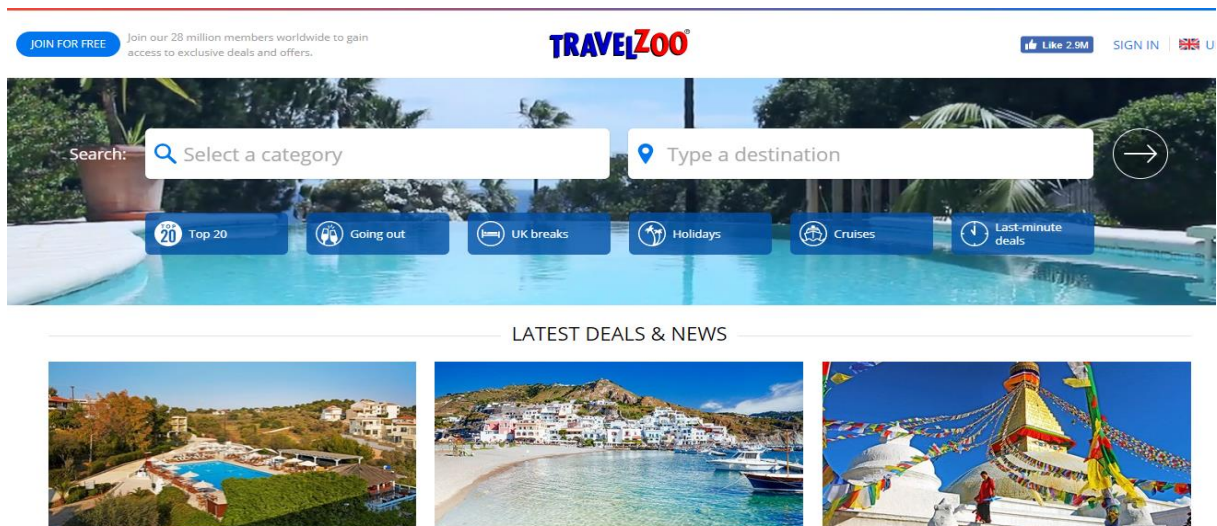 JOIN FOR FREE
Join our 28 million members worldwide to gain
access to exclusive deals and offers.
TRAVELZOO®
Like 2.9M
SIGN IN
U
Search:
Select a category
Type a destination
TOP
20
Top 20
Going out
UK breaks
Holidays
Cruises
Last-minute
deals
LATEST DEALS & NEWS